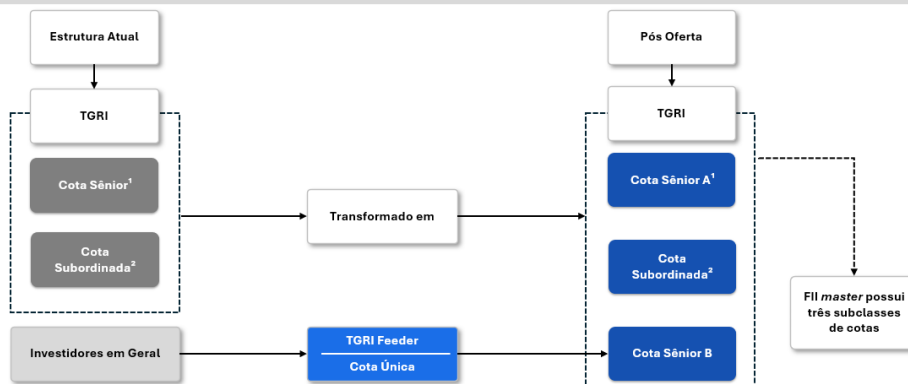 Estrutura Atual
TGRI
Cota Sênior¹
Cota
Subordinada²
Investidores em Geral
Transformado em
TGRI Feeder
Cota Única
Pós Oferta
TGRI
Cota Sênior A¹
Cota
Subordinada²
Cota Sênior B
FII master possui
três subclasses
de cotas